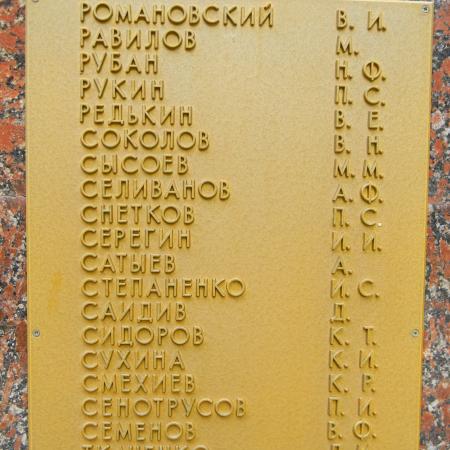 РОМАНОВСКИЙ В. И.
РАВИЛОВ М.
РУБАН Н. Ф.
РУКИН П. С.
РЕДЬКИН В. Е.
СОКОЛОВ В. Н
СЫСОЕВ М. М.
СЕЛИВАНОВ А. Ф.
СНЕТКОВ П. С.
СЕРЕГИН И. И.
САТЫЕВ А.
СТЕПАНЕНКО И. С.
САИДИВ Д.
СИДОРОВ К. Т.
СУХИНА К. И.
СМЕХИЕВ К. Р.
СЕНОТРУСОВ П. И.
СЕМЕНОВ В. Ф.